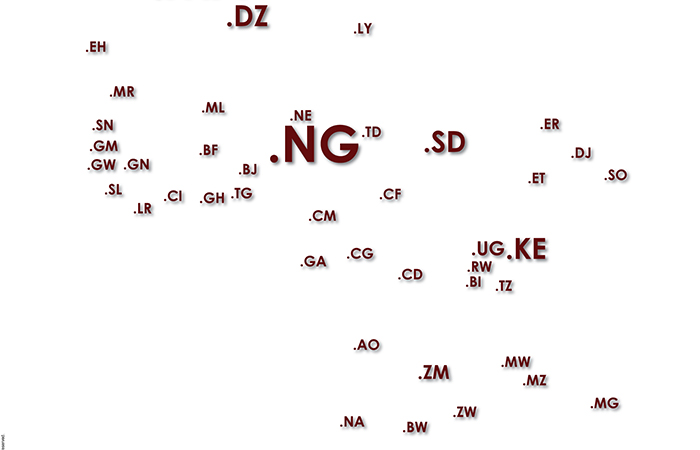 .DZ
.LY
.EH
.MR
.ML
.NE
.SN
.NG
.TD
.SD
.ER
.GM
.BF
.DJ
.GW
.GN
.BJ
.ET
.SO
.SL
.CI
.GH
.TG
.CF
.LR
.CM
.UG
.KE
.GA
.CG
.RW
.CD
.BI
.TZ
.AO
.ZM
.MW
.MZ
.MG
.ZW
.NA
.BW